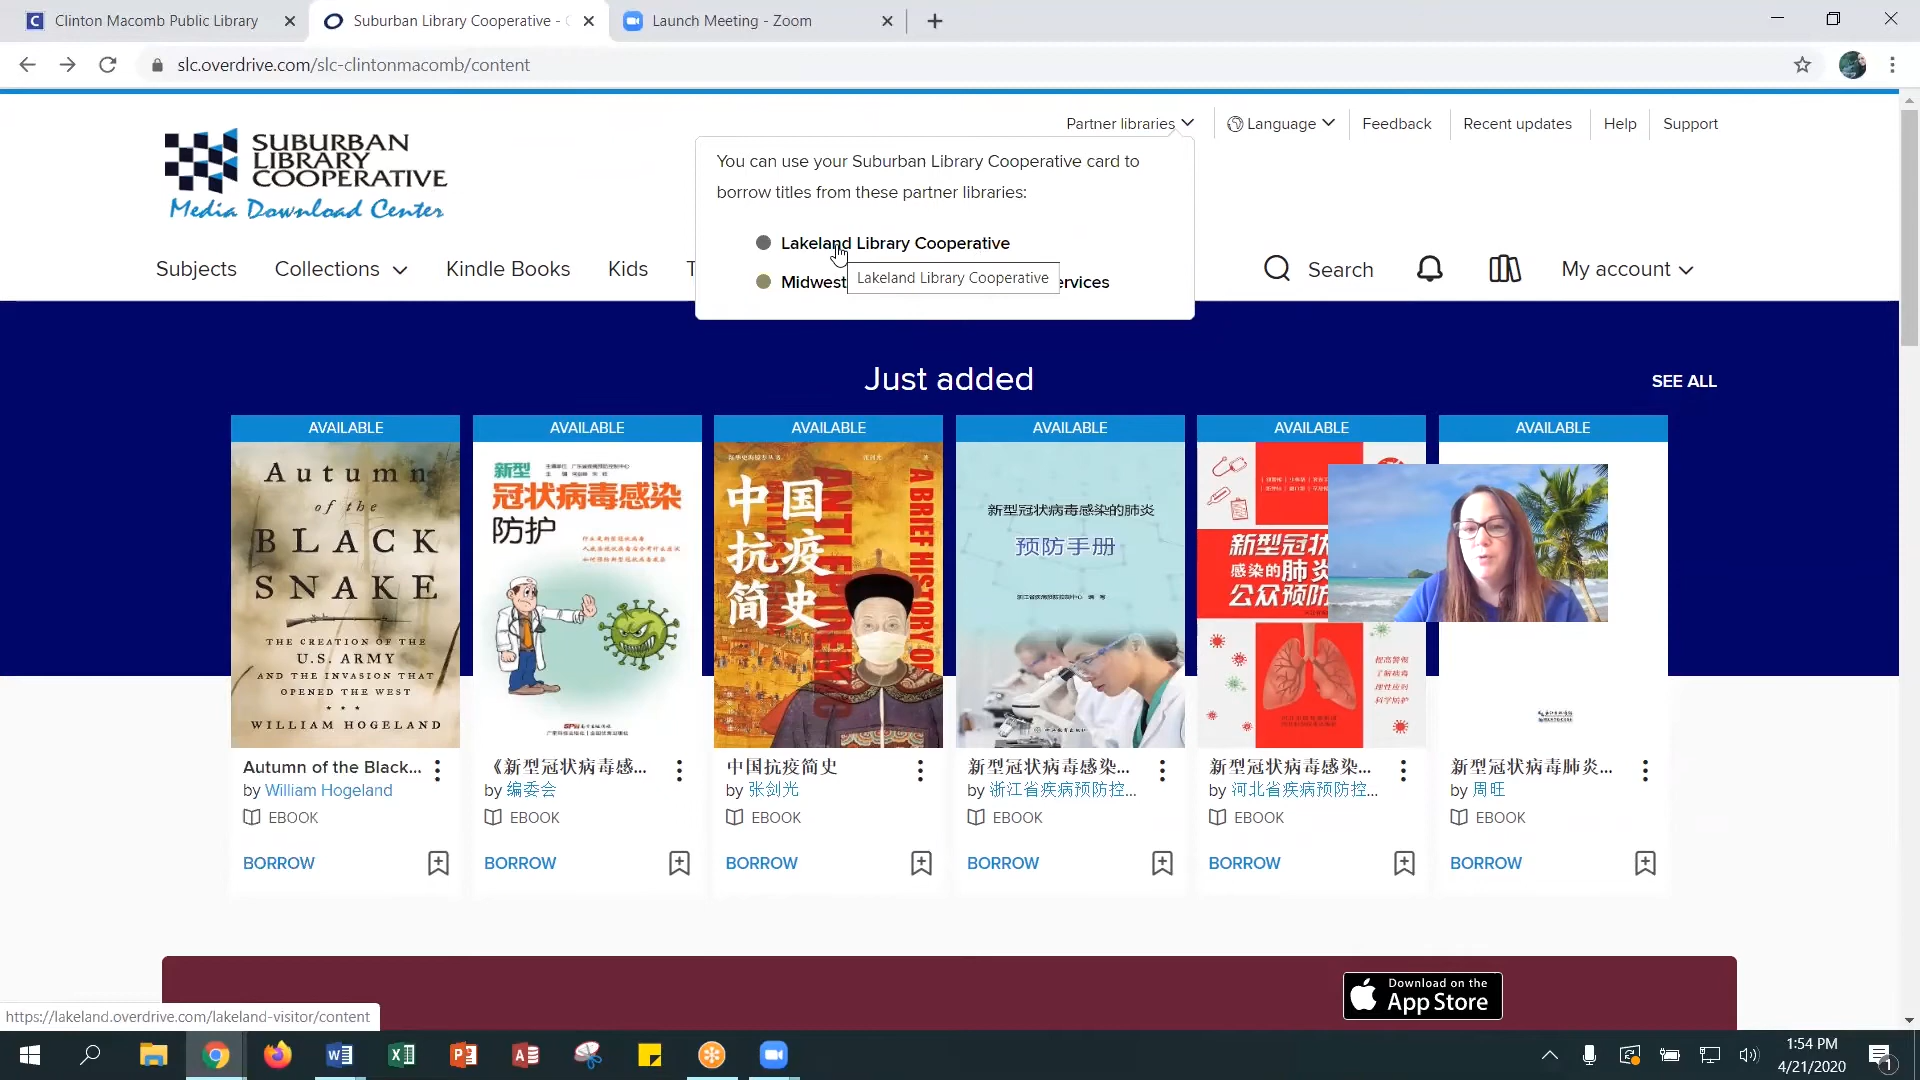 Clinton Macomb Public Library
Suburban Library Cooperative -
Launch Meeting - Zoom
slc.overdrive.com/slc-clintonmacomb/content
Partner libraries
Language
Feedback
Recent updates
Help
Support
SUBURBAN
LIBRARY
COOPERATIVE
Media Download Center
You can use your Suburban Library Cooperative card to
borrow titles from these partner libraries:
Lakeland Library Cooperative
Lakeland Library Cooperative
Midwest
ervices
Subjects
Collections
Kindle Books
Kids
Search
My account
Just added
SEE ALL
AVAILABLE
AVAILABLE
AVAILABLE
AVAILABLE
AVAILABLE
AVAILABLE
Autumn
of the
BLACK
SNAKE
THE CREATION OF THE
U.S. ARMY
AND THE INVASION THAT
OPENED THE WEST
WILLIAM HOGELAND
新型
冠状病毒感染
防护
中国
抗疫
简史
A BRIEF HISTORY OF
新型冠状病毒感染的肺炎
预防手册
新型冠状
感染的肺炎
公众预防
Autumn of the Black...
by William Hogeland
EBOOK
BORROW
《新型冠状病毒感...
by 编委会
EBOOK
BORROW
中国抗疫简史
by 张剑光
EBOOK
BORROW
新型冠状病毒感染...
by 浙江省疾病预防控...
EBOOK
BORROW
新型冠状病毒感染...
by 河北省疾病预防控...
EBOOK
BORROW
新型冠状病毒肺炎...
by 周旺
EBOOK
BORROW
Download on the
App Store
https://lakeland.overdrive.com/lakeland-visitor/content
1:54 PM
4/21/2020
1